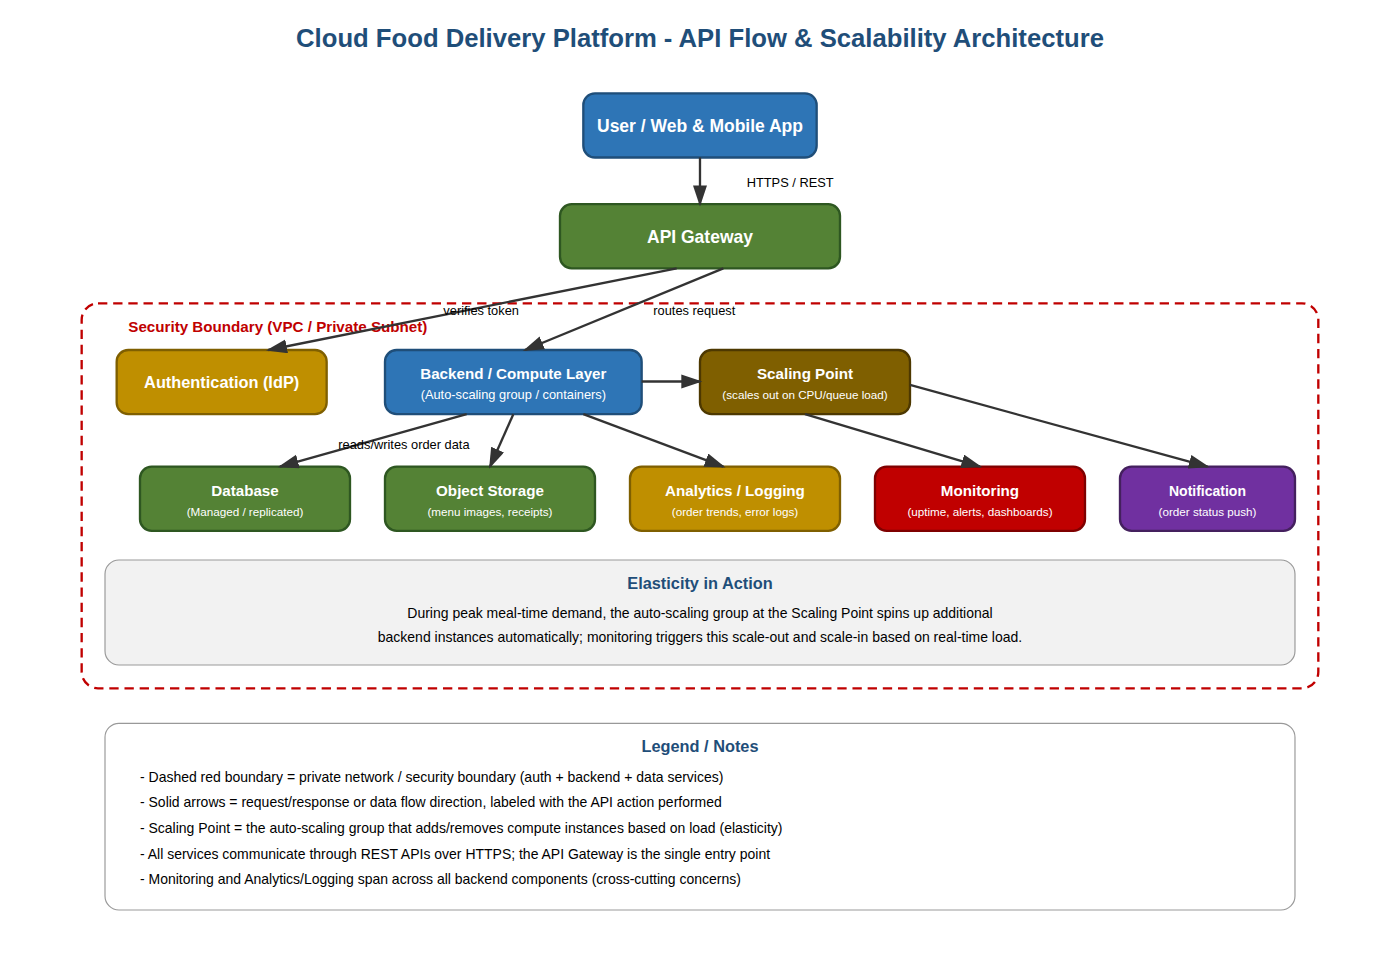 Cloud Food Delivery Platform - API Flow & Scalability Architecture
User / Web & Mobile App
HTTPS / REST
API Gateway
verifies token
routes request
Security Boundary (VPC / Private Subnet)
Authentication (IdP)
Backend / Compute Layer
(Auto-scaling group / containers)
Scaling Point
(scales out on CPU/queue load)
reads/writes order data
Database
(Managed / replicated)
Object Storage
(menu images, receipts)
Analytics / Logging
(order trends, error logs)
Monitoring
(uptime, alerts, dashboards)
Notification
(order status push)
Elasticity in Action
During peak meal-time demand, the auto-scaling group at the Scaling Point spins up additional
backend instances automatically; monitoring triggers this scale-out and scale-in based on real-time load.
Legend / Notes
- Dashed red boundary = private network / security boundary (auth + backend + data services)
- Solid arrows = request/response or data flow direction, labeled with the API action performed
- Scaling Point = the auto-scaling group that adds/removes compute instances based on load (elasticity)
- All services communicate through REST APIs over HTTPS; the API Gateway is the single entry point
- Monitoring and Analytics/Logging span across all backend components (cross-cutting concerns)